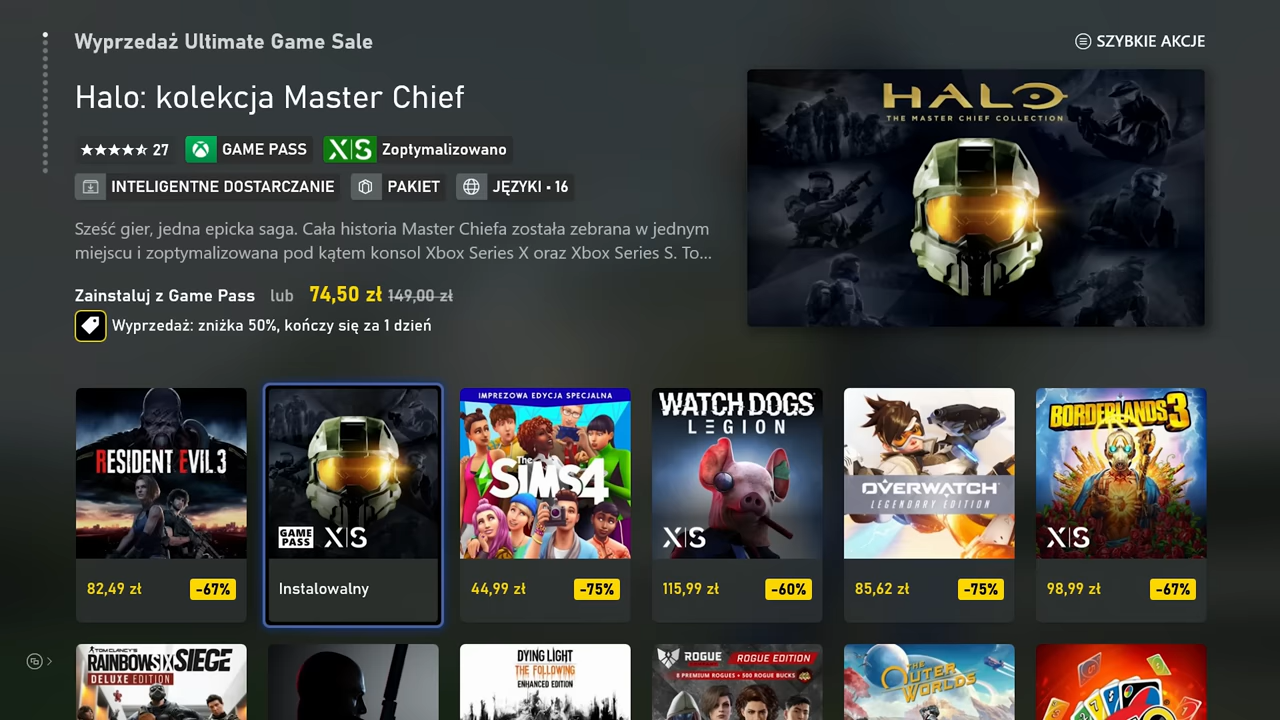 Wyprzedaż Ultimate Game Sale
SZYBKIE AKCJE
Halo: kolekcja Master Chief
27
GAME PASS
X|S Zoptymalizowano
INTELIGENTNE DOSTARCZANIE
PAKIET
JĘZYKI • 16
Sześć gier, jedna epicka saga. Cała historia Master Chiefa została zebrana w jednym
miejscu i zoptymalizowana pod kątem konsol Xbox Series X oraz Xbox Series S. To...
Zainstaluj z Game Pass lub 74,50 zł 149,00 zł
Wyprzedaż: zniżka 50%, kończy się za 1 dzień
HALO
THE MASTER CHIEF COLLECTION
RESIDENT EVIL 3
82,49 zł
-67%
GAME
PASS
X|S
Instalowalny
IMPREZOWA EDYCJA SPECJALNA
The
SIMS 4
44,99 zł
-75%
WATCH DOGS
LEGION
X|S
115,99 zł
-60%
OVERWATCH
LEGENDARY EDITION
85,62 zł
-75%
BORDERLANDS 3
X|S
98,99 zł
-67%
TOM CLANCY'S
RAINBOW SIX SIEGE
DELUXE EDITION
DYING LIGHT
THE FOLLOWING
ENHANCED EDITION
ROGUE
ROGUE EDITION
8 PREMIUM ROGUES + 500 ROGUE BUCKS
THE
OUTER
WORLDS